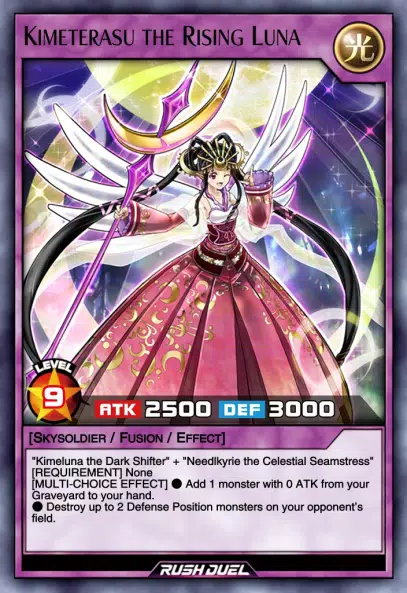 Kimeterasu the Rising Luna
光
LEVEL
9
ATK 2500 DEF 3000
[Skysoldier / Fusion / Effect]
"Kimeluna the Dark Shifter" + "Needlkyrie the Celestial Seamstress"
[REQUIREMENT] None
[MULTI-CHOICE EFFECT] ● Add 1 monster with 0 ATK from your
Graveyard to your hand.
● Destroy up to 2 Defense Position monsters on your opponent's
field.
RUSH DUEL